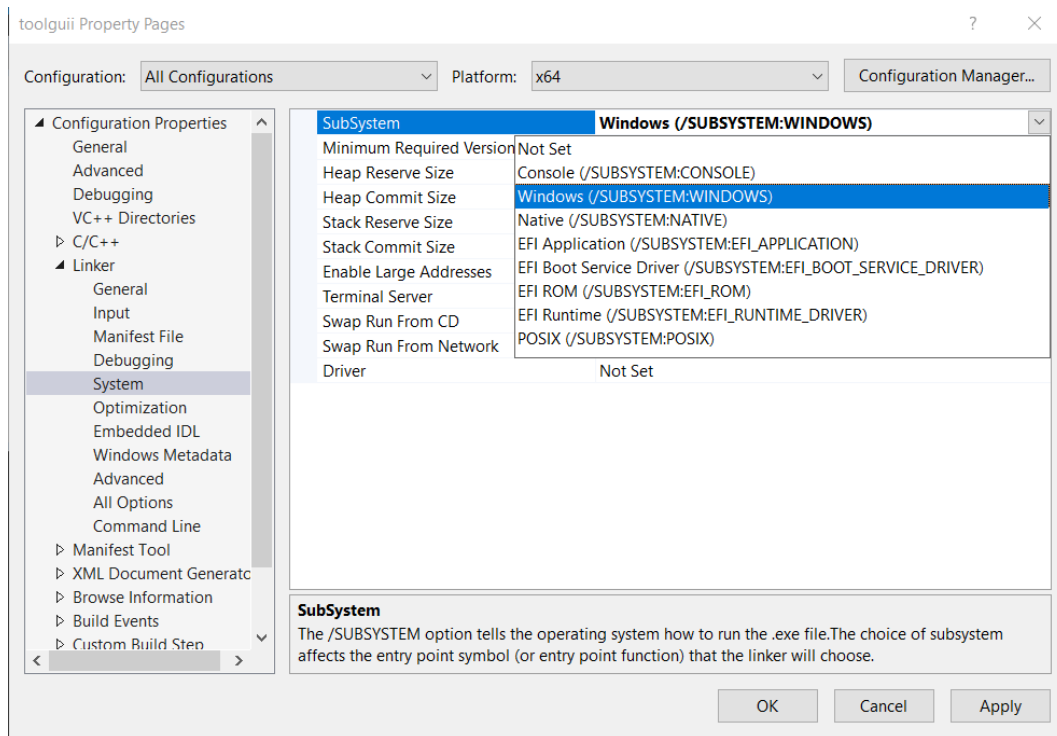 toolguii Property Pages
?
Configuration: All Configurations Platform: x64 Configuration Manager...
Configuration Properties
General
Advanced
Debugging
VC++ Directories
C/C++
Linker
General
Input
Manifest File
Debugging
System
Optimization
Embedded IDL
Windows Metadata
Advanced
All Options
Command Line
Manifest Tool
XML Document Generatc
Browse Information
Build Events
Custom Build Step
SubSystem Windows (/SUBSYSTEM:WINDOWS)
Minimum Required Version
Heap Reserve Size
Heap Commit Size
Stack Reserve Size
Stack Commit Size
Enable Large Addresses
Terminal Server
Swap Run From CD
Swap Run From Network
Driver Not Set
Not Set
Console (/SUBSYSTEM:CONSOLE)
Windows (/SUBSYSTEM:WINDOWS)
Native (/SUBSYSTEM:NATIVE)
EFI Application (/SUBSYSTEM:EFI_APPLICATION)
EFI Boot Service Driver (/SUBSYSTEM:EFI_BOOT_SERVICE_DRIVER)
EFI ROM (/SUBSYSTEM:EFI_ROM)
EFI Runtime (/SUBSYSTEM:EFI_RUNTIME_DRIVER)
POSIX (/SUBSYSTEM:POSIX)
SubSystem
The /SUBSYSTEM option tells the operating system how to run the .exe file.The choice of subsystem
affects the entry point symbol (or entry point function) that the linker will choose.
OK Cancel Apply